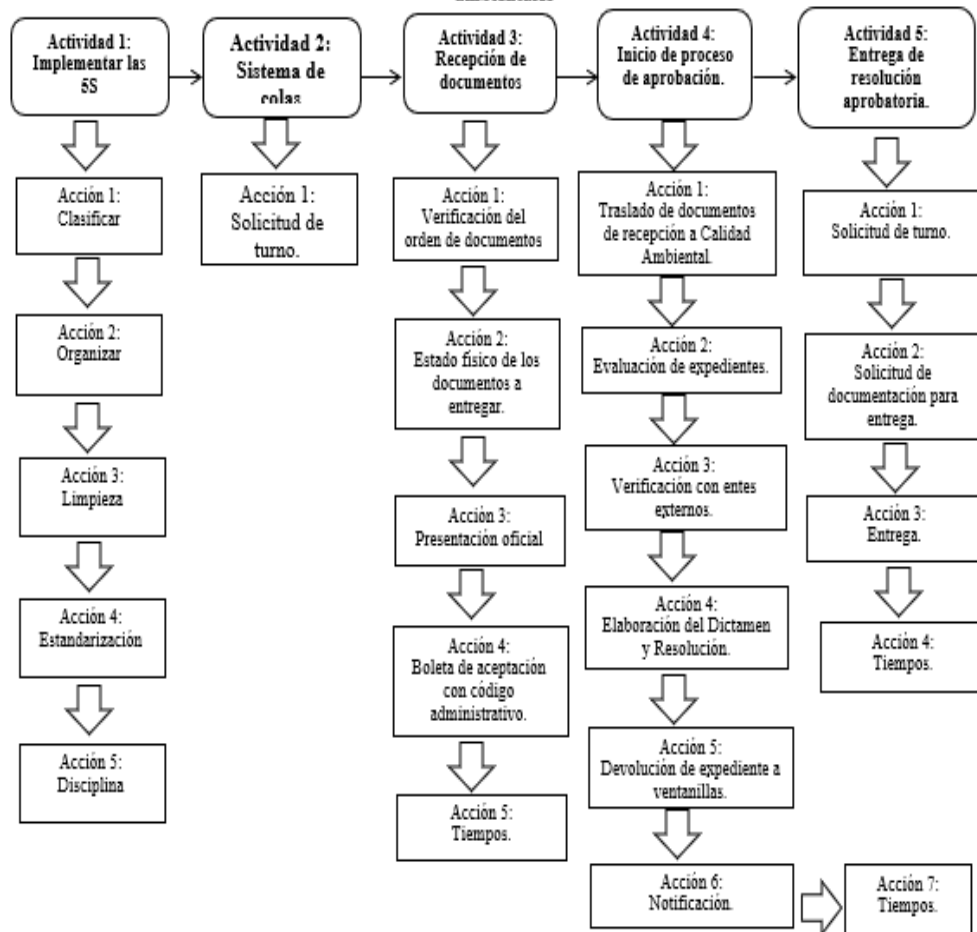 Actividad 1:
Implementar las
5S
Actividad 2:
Sistema de
colas
Actividad 3:
Recepción de
documentos
Actividad 4:
Inicio de proceso
de aprobación.
Actividad 5:
Entrega de
resolución
aprobatoria.
Acción 1:
Clasificar
Acción 2:
Organizar
Acción 3:
Limpieza
Acción 4:
Estandarización
Acción 5:
Disciplina
Acción 1:
Solicitud de
turno.
Acción 1:
Verificación del
orden de documentos
Acción 2:
Estado físico de los
documentos a
entregar.
Acción 3:
Presentación oficial
Acción 4:
Boleta de aceptación
con código
administrativo.
Acción 5:
Tiempos.
Acción 1:
Traslado de documentos
de recepción a Calidad
Ambiental.
Acción 2:
Evaluación de expedientes.
Acción 3:
Verificación con entes
externos.
Acción 4:
Elaboración del Dictamen
y Resolución.
Acción 5:
Devolución de expediente a
ventanillas.
Acción 6:
Notificación.
Acción 7:
Tiempos.
Acción 1:
Solicitud de turno.
Acción 2:
Solicitud de
documentación para
entrega.
Acción 3:
Entrega.
Acción 4:
Tiempos.